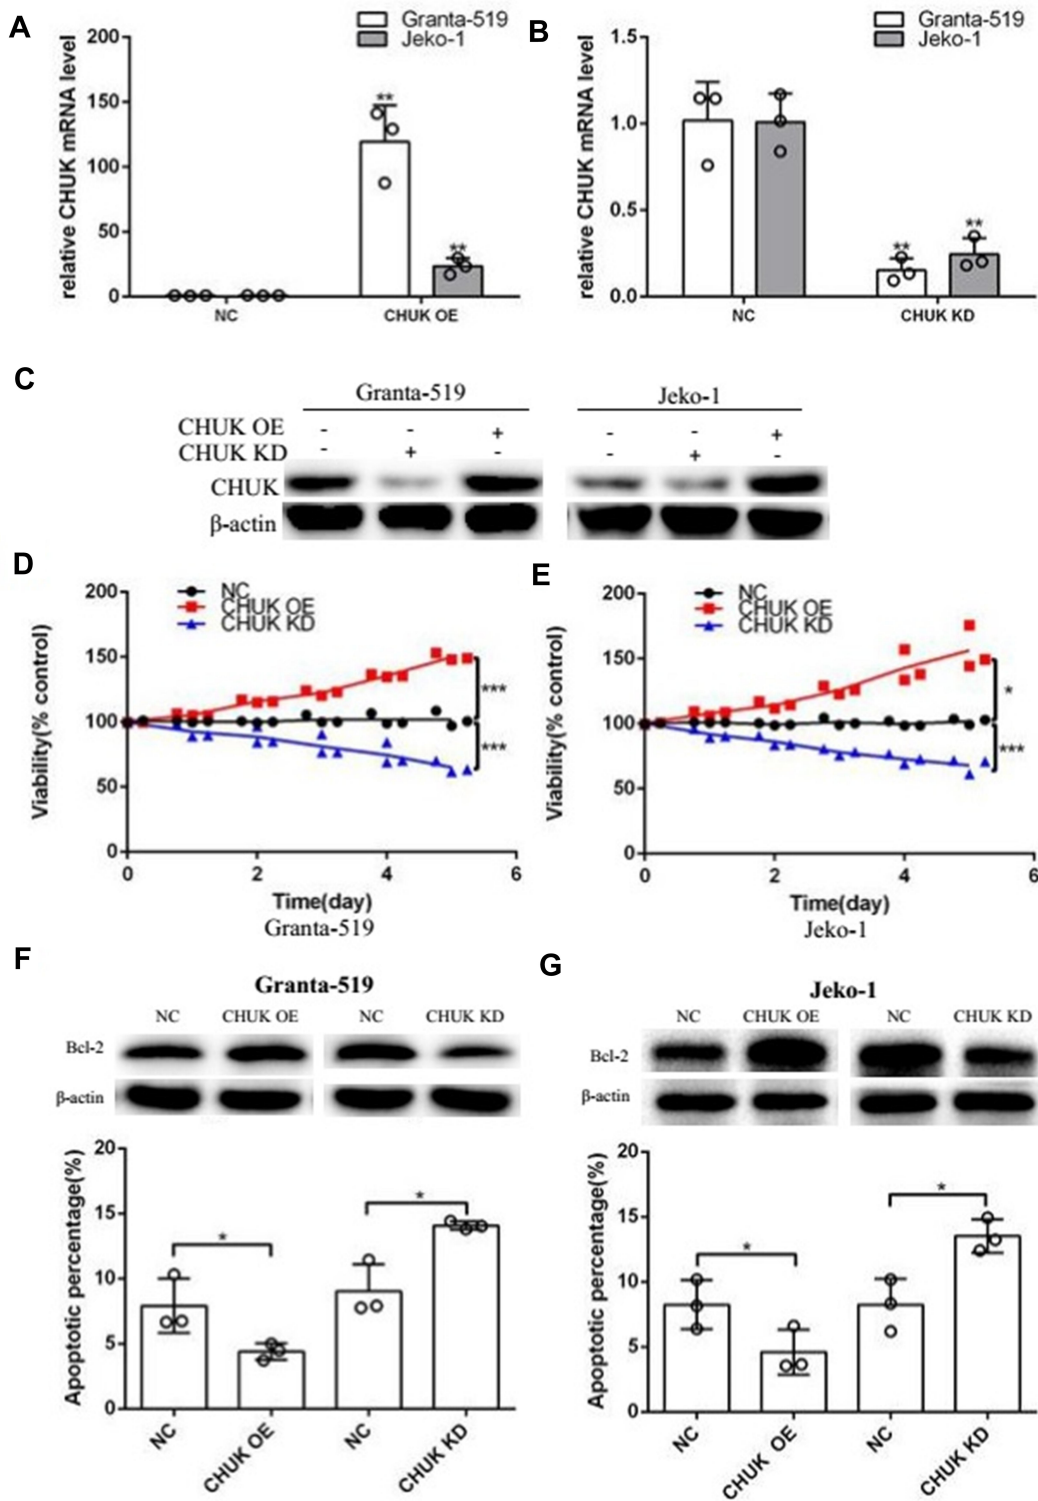 A
Granta-519
Jeko-1
relative CHUK mRNA level
200
150
100
50
0
**
**
NC
CHUK OE
B
Granta-519
Jeko-1
relative CHUK mRNA level
1.5
1.0
0.5
0.0
**
**
NC
CHUK KD
C
Granta-519
Jeko-1
CHUK OE - - + - - +
CHUK KD - + - - + -
CHUK
β-actin
D
NC
CHUK OE
CHUK KD
Viability(% control)
200
150
100
50
0
***
***
0 2 4 6
Time(day)
Granta-519
E
NC
CHUK OE
CHUK KD
Viability(% control)
200
150
100
50
0
*
***
0 2 4 6
Time(day)
Jeko-1
F
Granta-519
NC CHUK OE NC CHUK KD
Bcl-2
β-actin
Apoptotic percentage(%)
20
15
10
5
0
*
*
NC
CHUK OE
NC
CHUK KD
G
Jeko-1
NC CHUK OE NC CHUK KD
Bcl-2
β-actin
Apoptotic percentage(%)
20
15
10
5
0
*
*
NC
CHUK OE
NC
CHUK KD